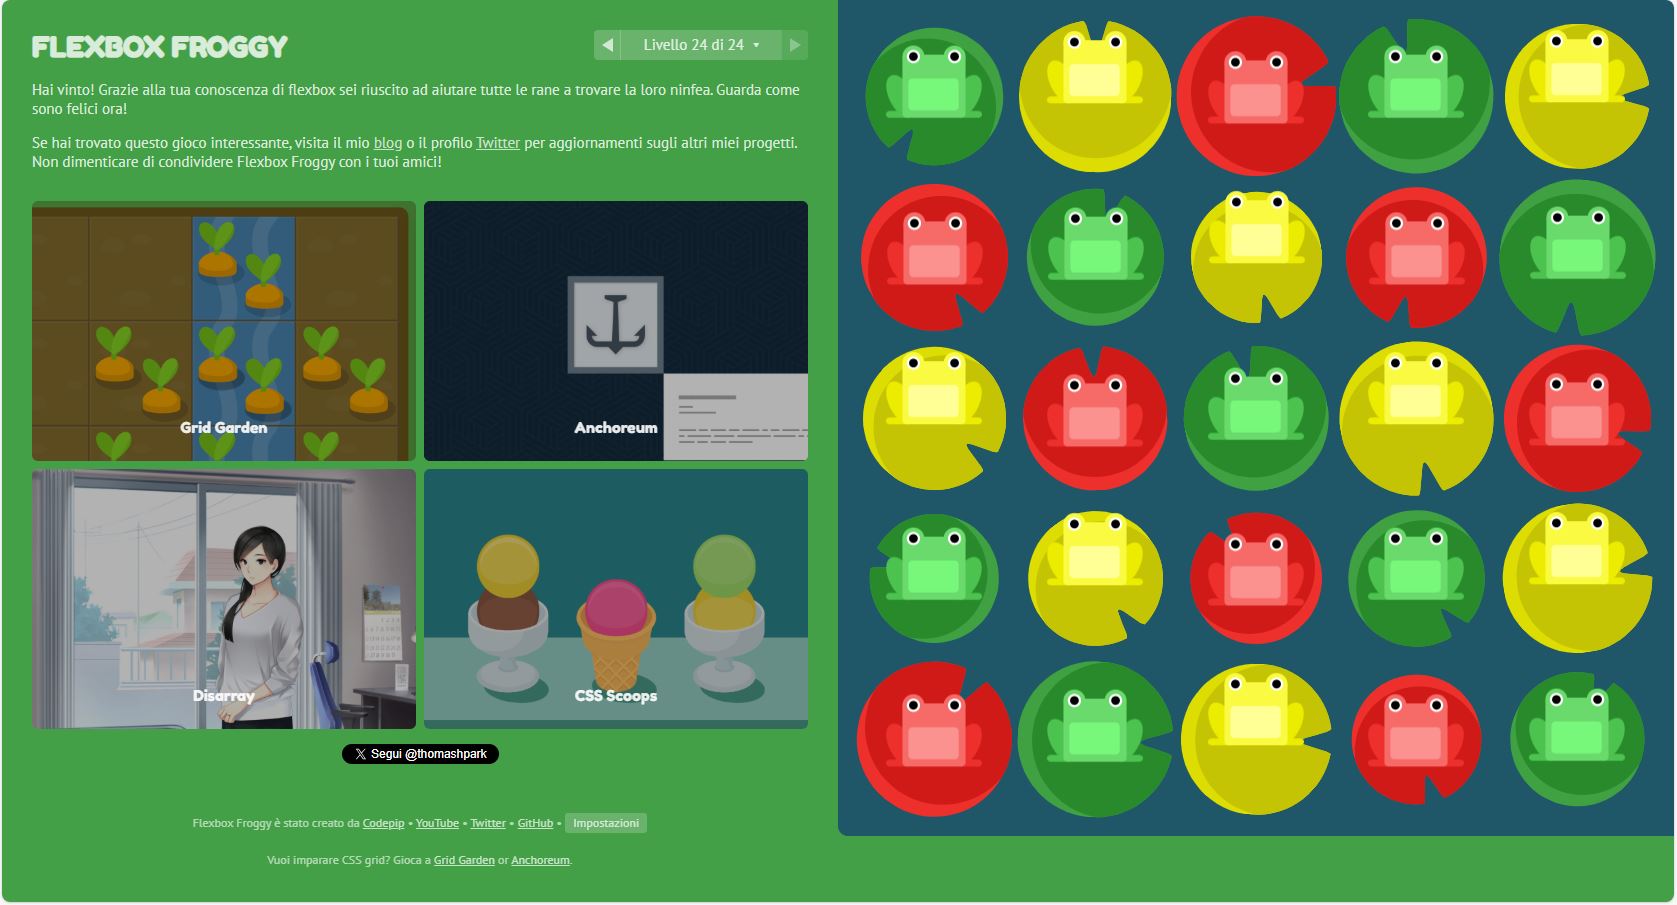 FLEXBOX FROGGY
Livello 24 di 24
Hai vinto! Grazie alla tua conoscenza di flexbox sei riuscito ad aiutare tutte le rane a trovare la loro ninfea. Guarda come
sono felici ora!
Se hai trovato questo gioco interessante, visita il mio blog o il profilo Twitter per aggiornamenti sugli altri miei progetti.
Non dimenticare di condividere Flexbox Froggy con i tuoi amici!
Grid Garden
Anchoreum
Disarray
CSS Scoops
Segui @thomashpark
Flexbox Froggy è stato creato da Codepip • YouTube • Twitter • GitHub • Impostazioni
Vuoi imparare CSS grid? Gioca a Grid Garden or Anchoreum.